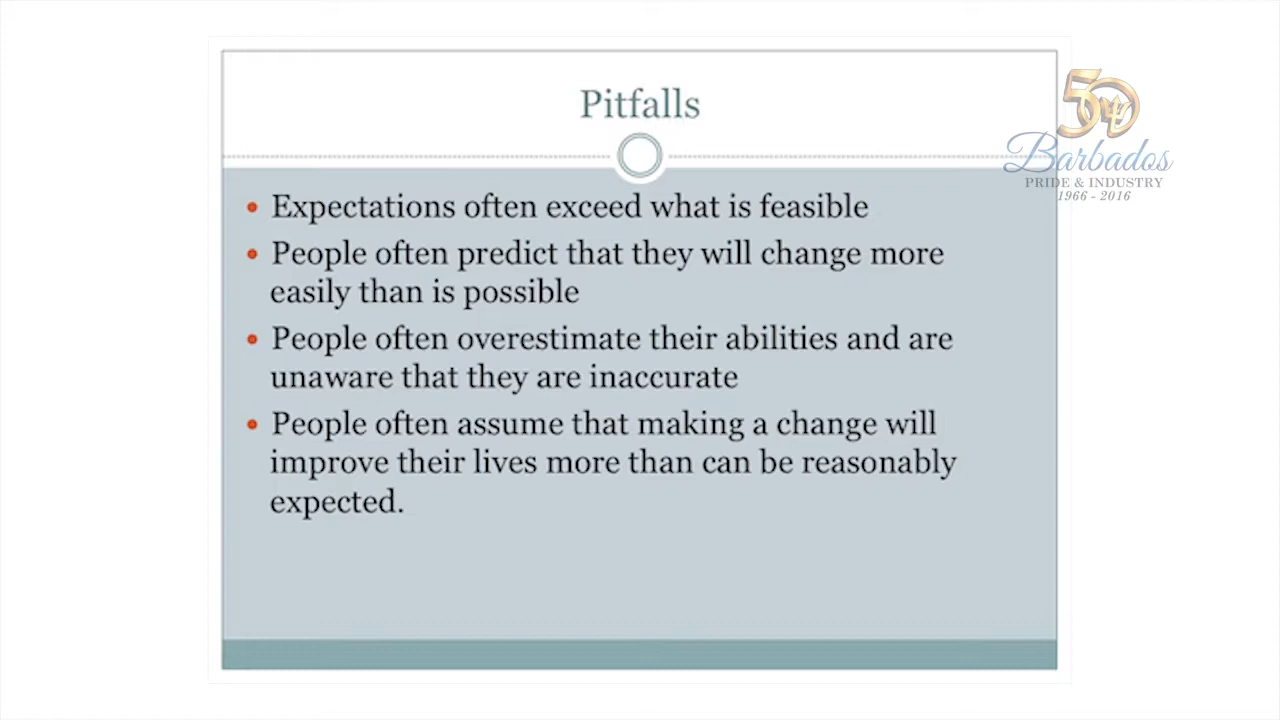 Pitfalls
50
Barbados
PRIDE & INDUSTRY
1966 - 2016
Expectations often exceed what is feasible
People often predict that they will change more
easily than is possible
People often overestimate their abilities and are
unaware that they are inaccurate
People often assume that making a change will
improve their lives more than can be reasonably
expected.